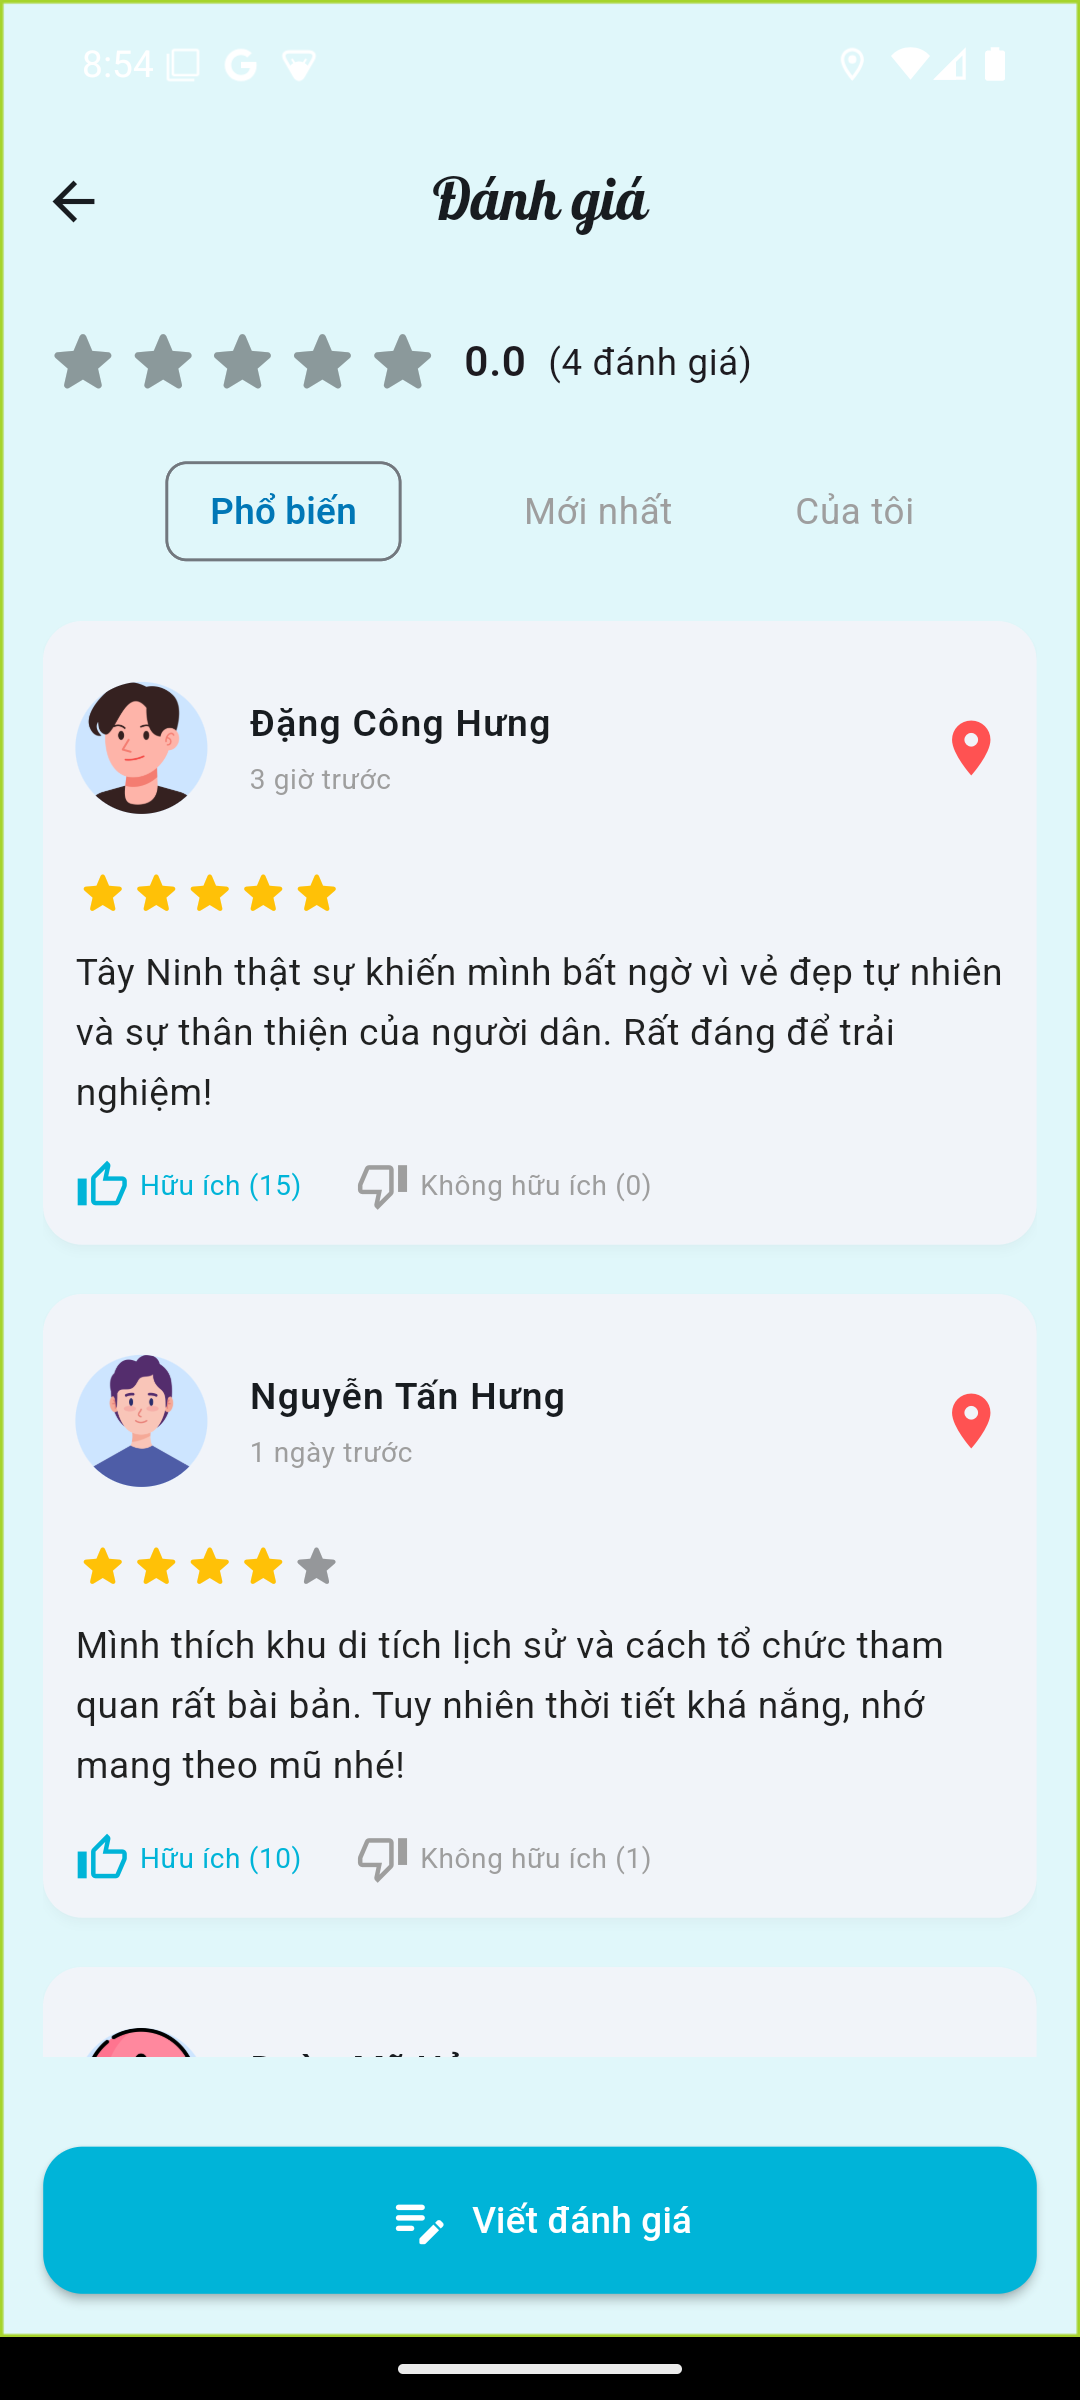 8:54
Đánh giá
0.0 (4 đánh giá)
Phổ biến Mới nhất Của tôi
Đặng Công Hưng
3 giờ trước
Tây Ninh thật sự khiến mình bất ngờ vì vẻ đẹp tự nhiên
và sự thân thiện của người dân. Rất đáng để trải
nghiệm!
Hữu ích (15) Không hữu ích (0)
Nguyễn Tấn Hưng
1 ngày trước
Mình thích khu di tích lịch sử và cách tổ chức tham
quan rất bài bản. Tuy nhiên thời tiết khá nắng, nhớ
mang theo mũ nhé!
Hữu ích (10) Không hữu ích (1)
Viết đánh giá